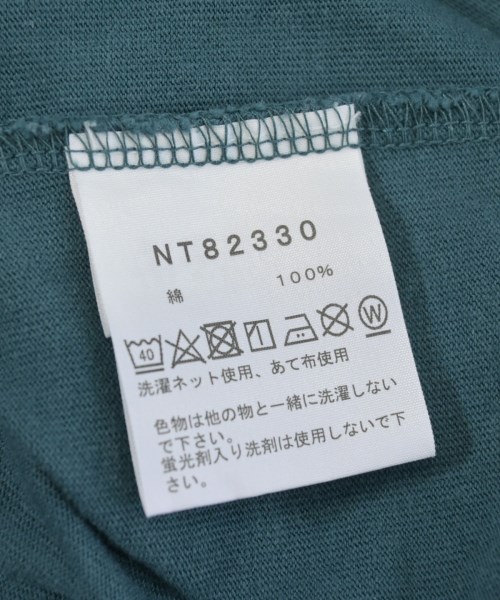 NT82330
綿 100%
40 W
洗濯ネット使用、あて布使用
色物は他の物と一緒に洗濯しない
で下さい。
蛍光剤入り洗剤は使用しないで下
さい。